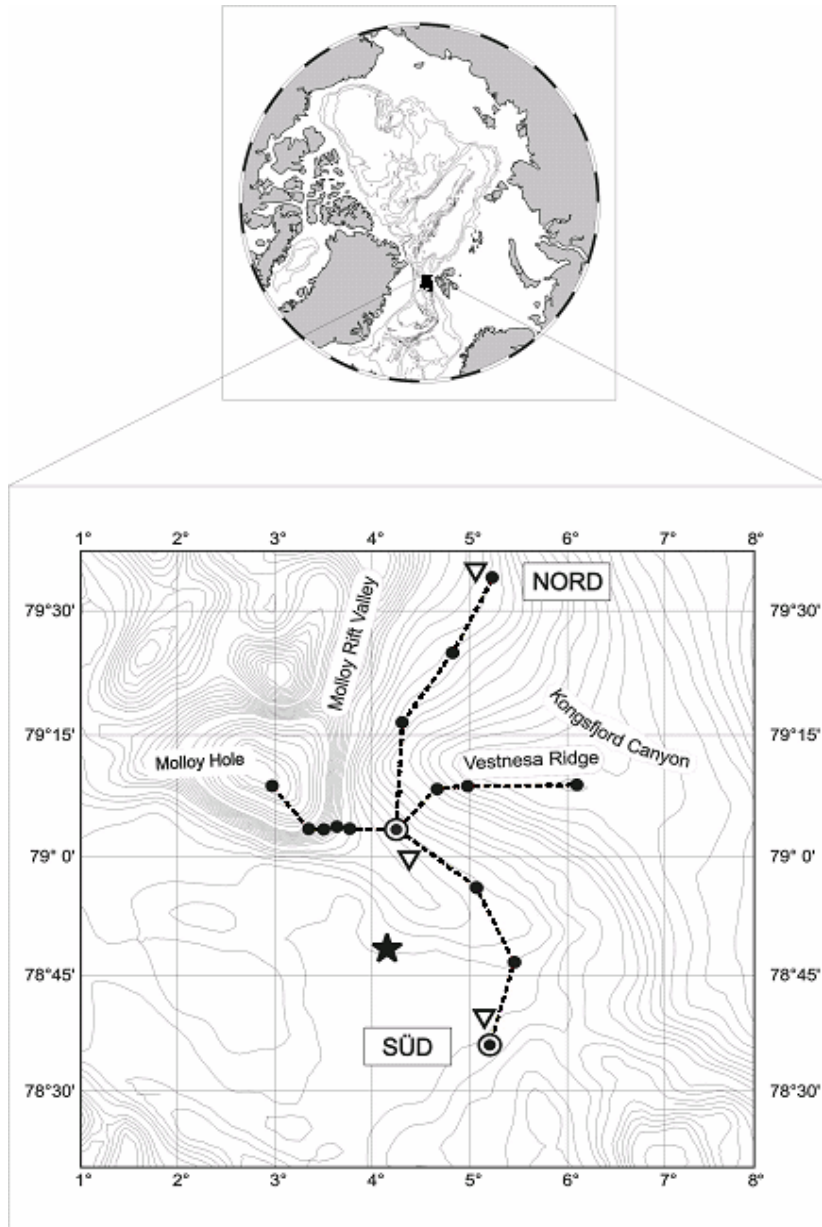 1° 2° 3° 4° 5° 6° 7° 8°
NORD
79°30' 79°30'
Molloy Rift Valley
79°15' 79°15'
Kongsfjord Canyon
Molloy Hole
Vestnesa Ridge
79° 0' 79° 0'
78°45' 78°45'
SÜD
78°30' 78°30'
1° 2° 3° 4° 5° 6° 7° 8°